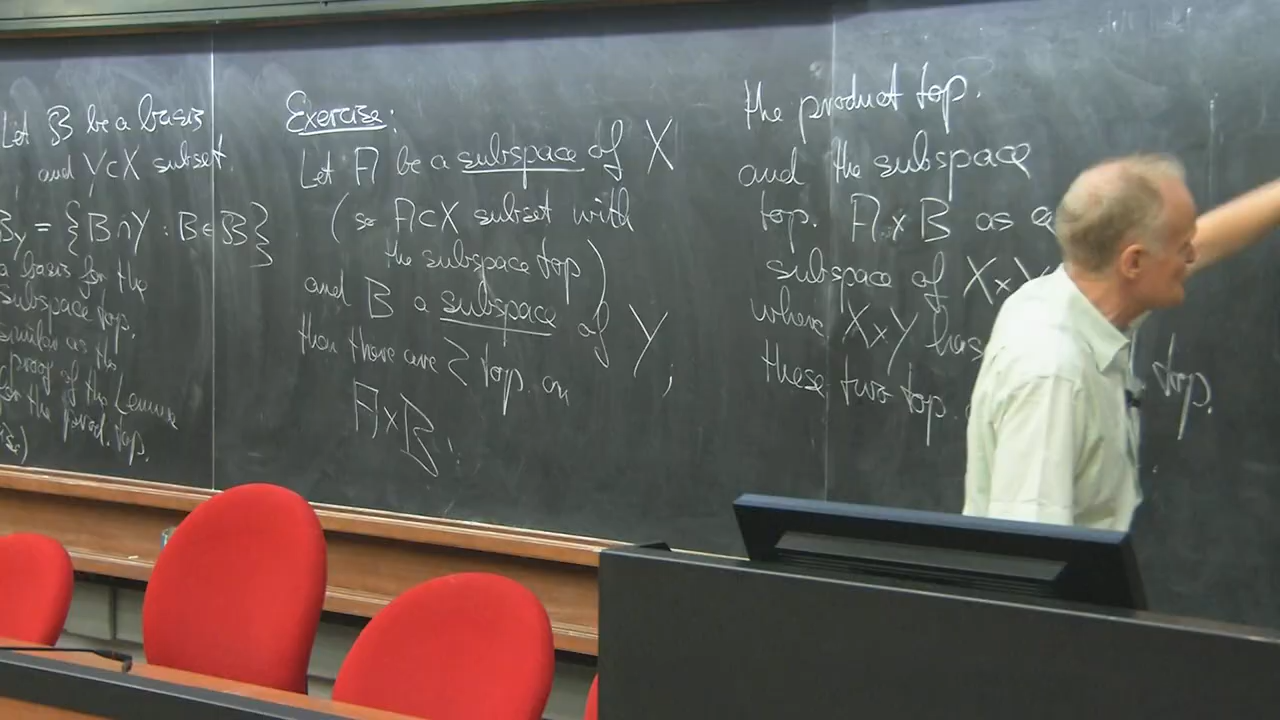 Let B be a basis
and Y⊂X subset,
B_Y = {B∩Y : B∈B}
a basis for the
subspace top.
similar as the
proof of the Lemma
for the prod. top.
Exercise:
Let A be a subspace of X
(so A⊂X subset with
the subspace top)
and B a subspace of Y
then there are 2 top. on
A×B:
the product top.
and the subspace
top. A×B as a
subspace of X×Y
where X×Y has
these two top.
top.